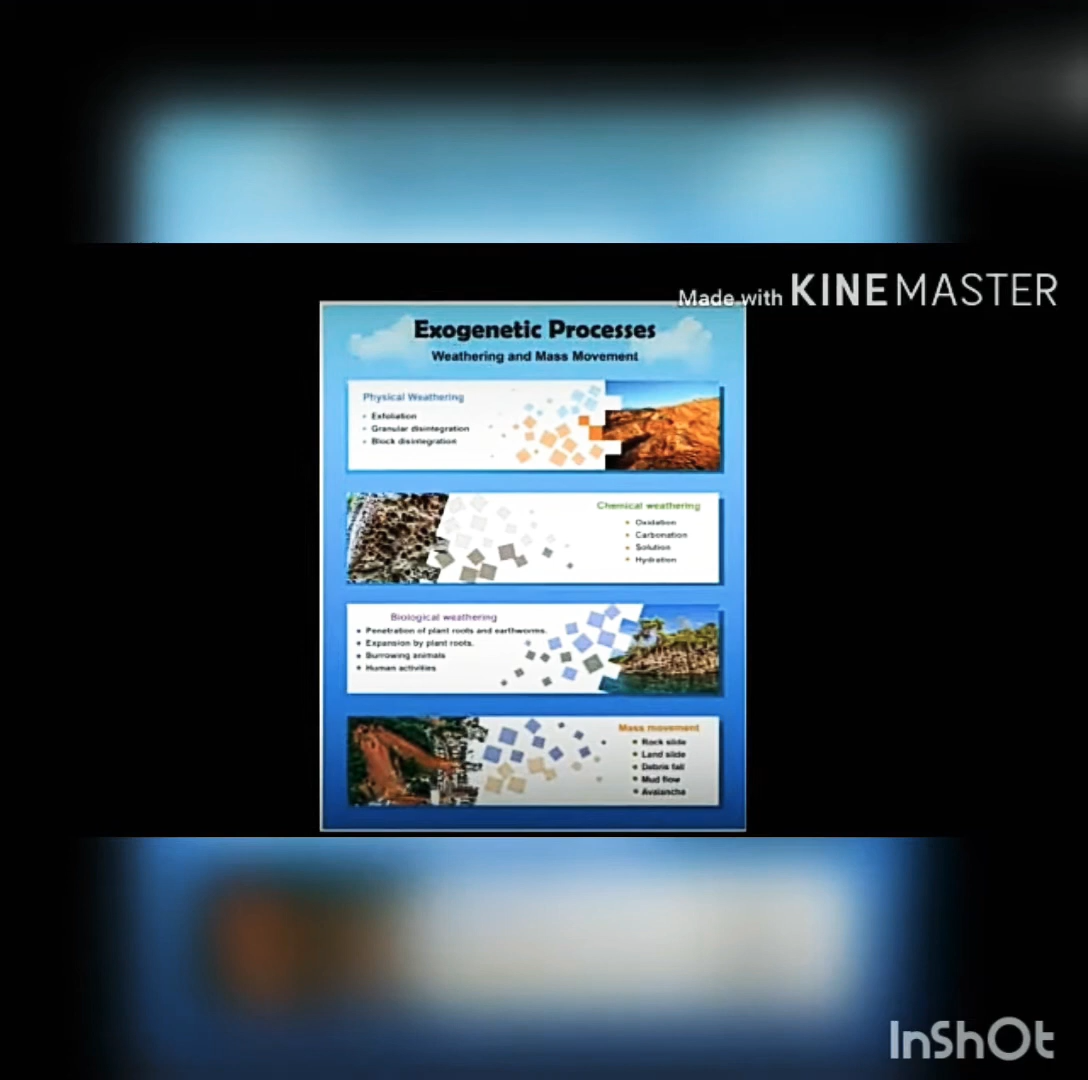 Made with KINEMASTER
Exogenetic Processes
Weathering and Mass Movement
Physical Weathering
Exfoliation
Granular disintegration
Block disintegration
Chemical weathering
Oxidation
Carbonation
Solution
Hydration
Biological weathering
Penetration of plant roots and earthworms.
Expansion by plant roots.
Burrowing animals
Human activities
Mass movement
Rock slide
Land slide
Debris fall
Mud flow
Avalanche
InShOt